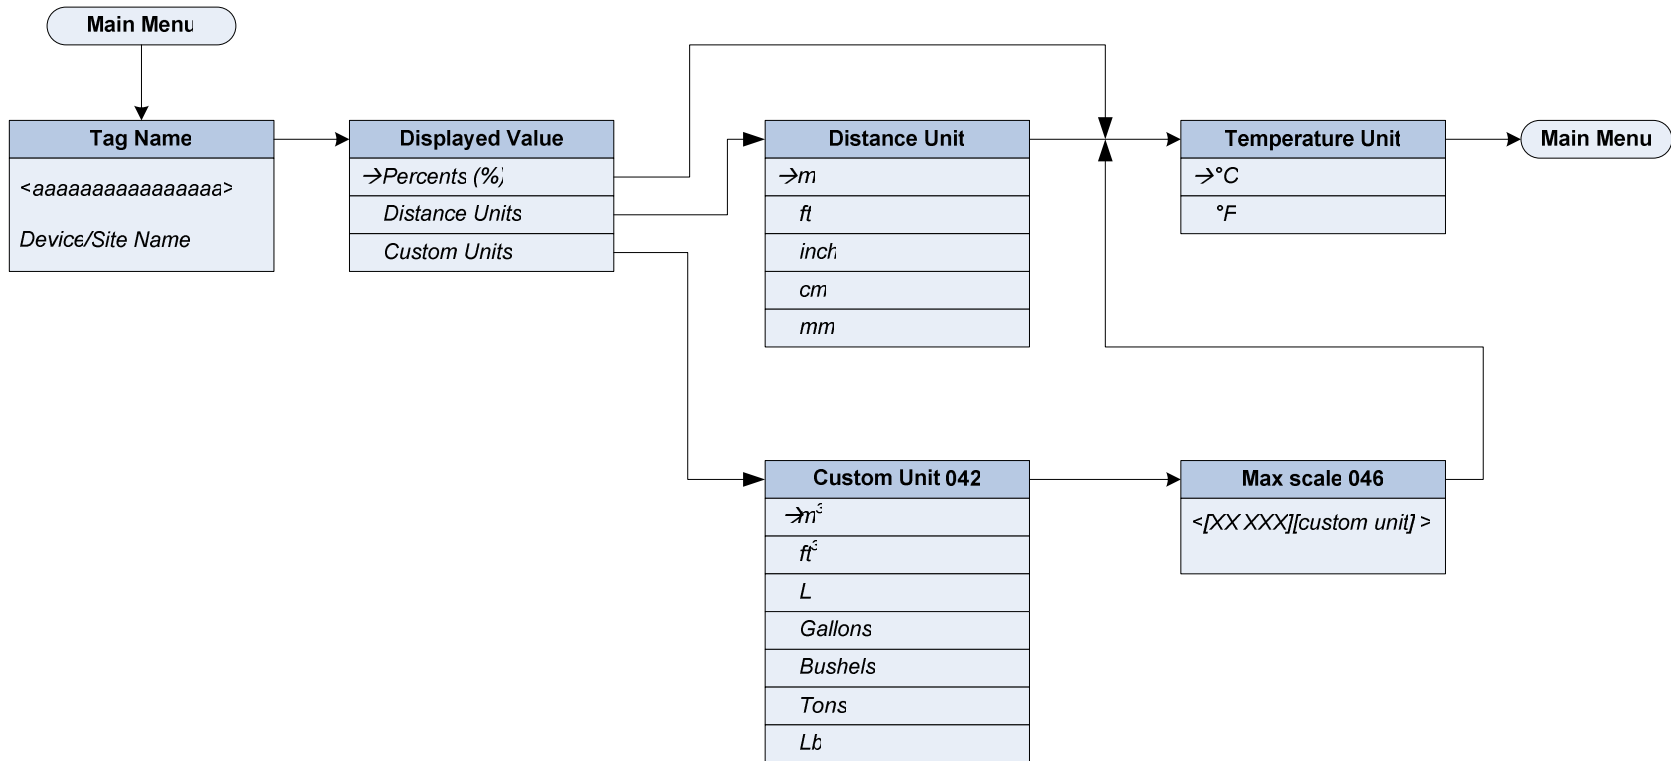 Main Menu
Tag Name
<aaaaaaaaaaaaaaaaa>
Device/Site Name
Displayed Value
→Percents (%)
Distance Units
Custom Units
Distance Unit
→m
ft
inch
cm
mm
Temperature Unit
→°C
°F
Main Menu
Custom Unit 042
→m³
ft³
L
Gallons
Bushels
Tons
Lb
Max scale 046
<[XX XXX][custom unit] >